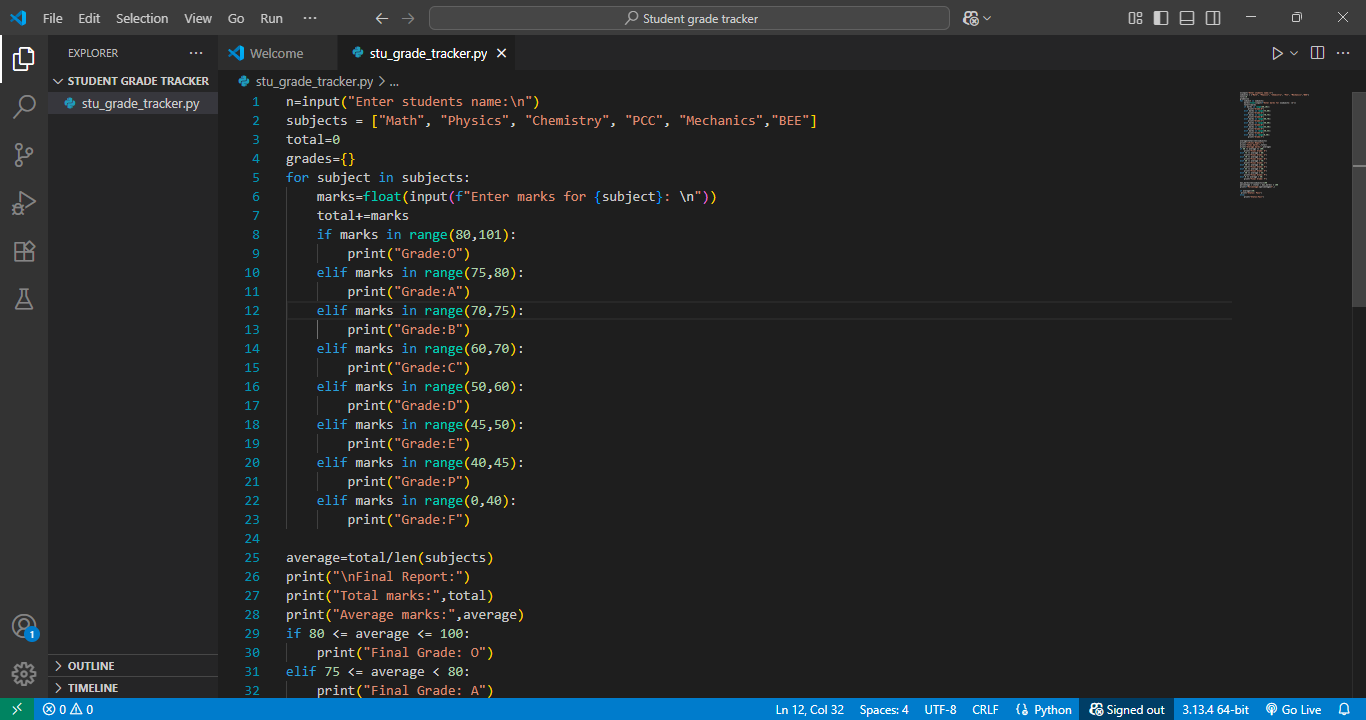 File Edit Selection View Go Run ··· Student grade tracker
EXPLORER ···
Welcome stu_grade_tracker.py
STUDENT GRADE TRACKER
stu_grade_tracker.py
stu_grade_tracker.py > ...
1 n=input("Enter students name:\n")
2 subjects = ["Math", "Physics", "Chemistry", "PCC", "Mechanics","BEE"]
3 total=0
4 grades={}
5 for subject in subjects:
6 marks=float(input(f"Enter marks for {subject}: \n"))
7 total+=marks
8 if marks in range(80,101):
9 print("Grade:O")
10 elif marks in range(75,80):
11 print("Grade:A")
12 elif marks in range(70,75):
13 print("Grade:B")
14 elif marks in range(60,70):
15 print("Grade:C")
16 elif marks in range(50,60):
17 print("Grade:D")
18 elif marks in range(45,50):
19 print("Grade:E")
20 elif marks in range(40,45):
21 print("Grade:P")
22 elif marks in range(0,40):
23 print("Grade:F")
24
25 average=total/len(subjects)
26 print("\nFinal Report:")
27 print("Total marks:",total)
28 print("Average marks:",average)
29 if 80 <= average <= 100:
30 print("Final Grade: O")
31 elif 75 <= average < 80:
32 print("Final Grade: A")
1
OUTLINE
TIMELINE
0 0 Ln 12, Col 32 Spaces: 4 UTF-8 CRLF Python Signed out 3.13.4 64-bit Go Live